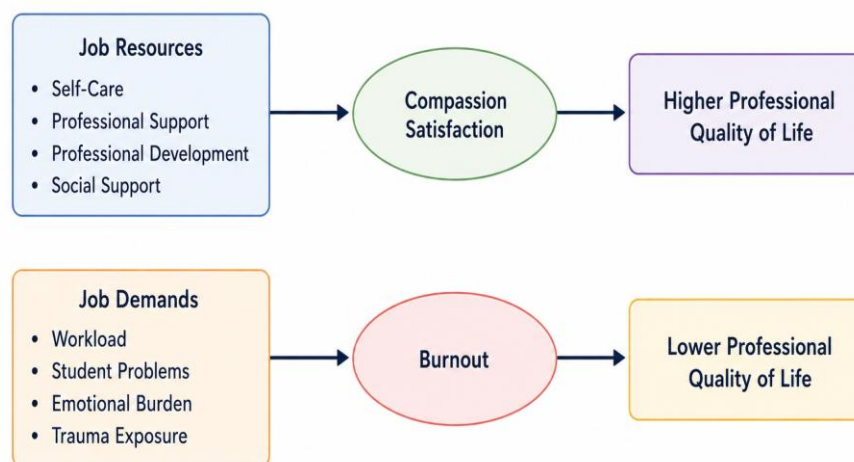 Job Resources
• Self-Care
• Professional Support
• Professional Development
• Social Support
Compassion
Satisfaction
Higher Professional
Quality of Life
Job Demands
• Workload
• Student Problems
• Emotional Burden
• Trauma Exposure
Burnout
Lower Professional
Quality of Life